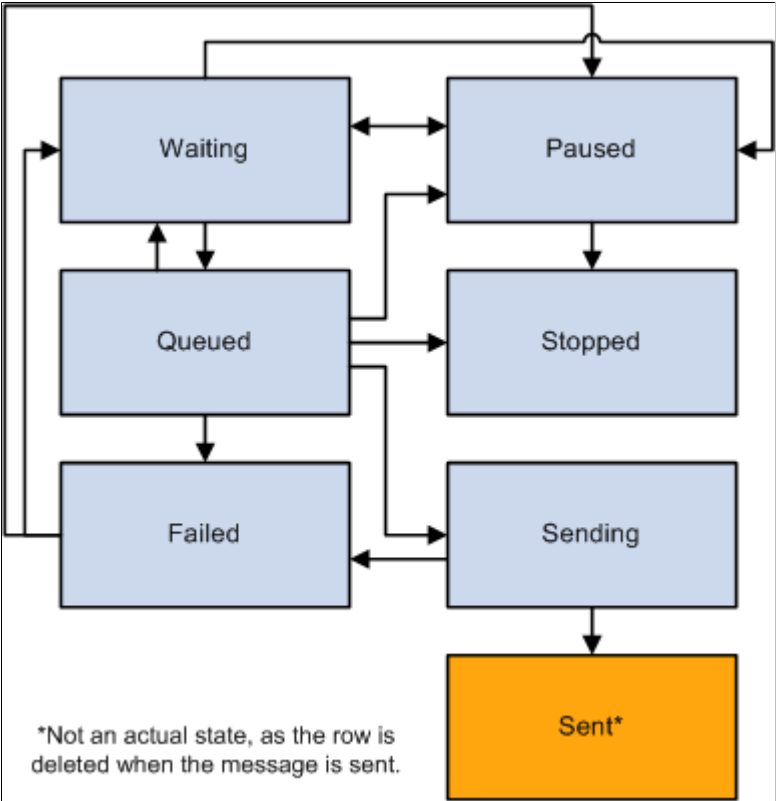 Waiting
Paused
Queued
Stopped
Failed
Sending
Sent*
*Not an actual state, as the row is
deleted when the message is sent.